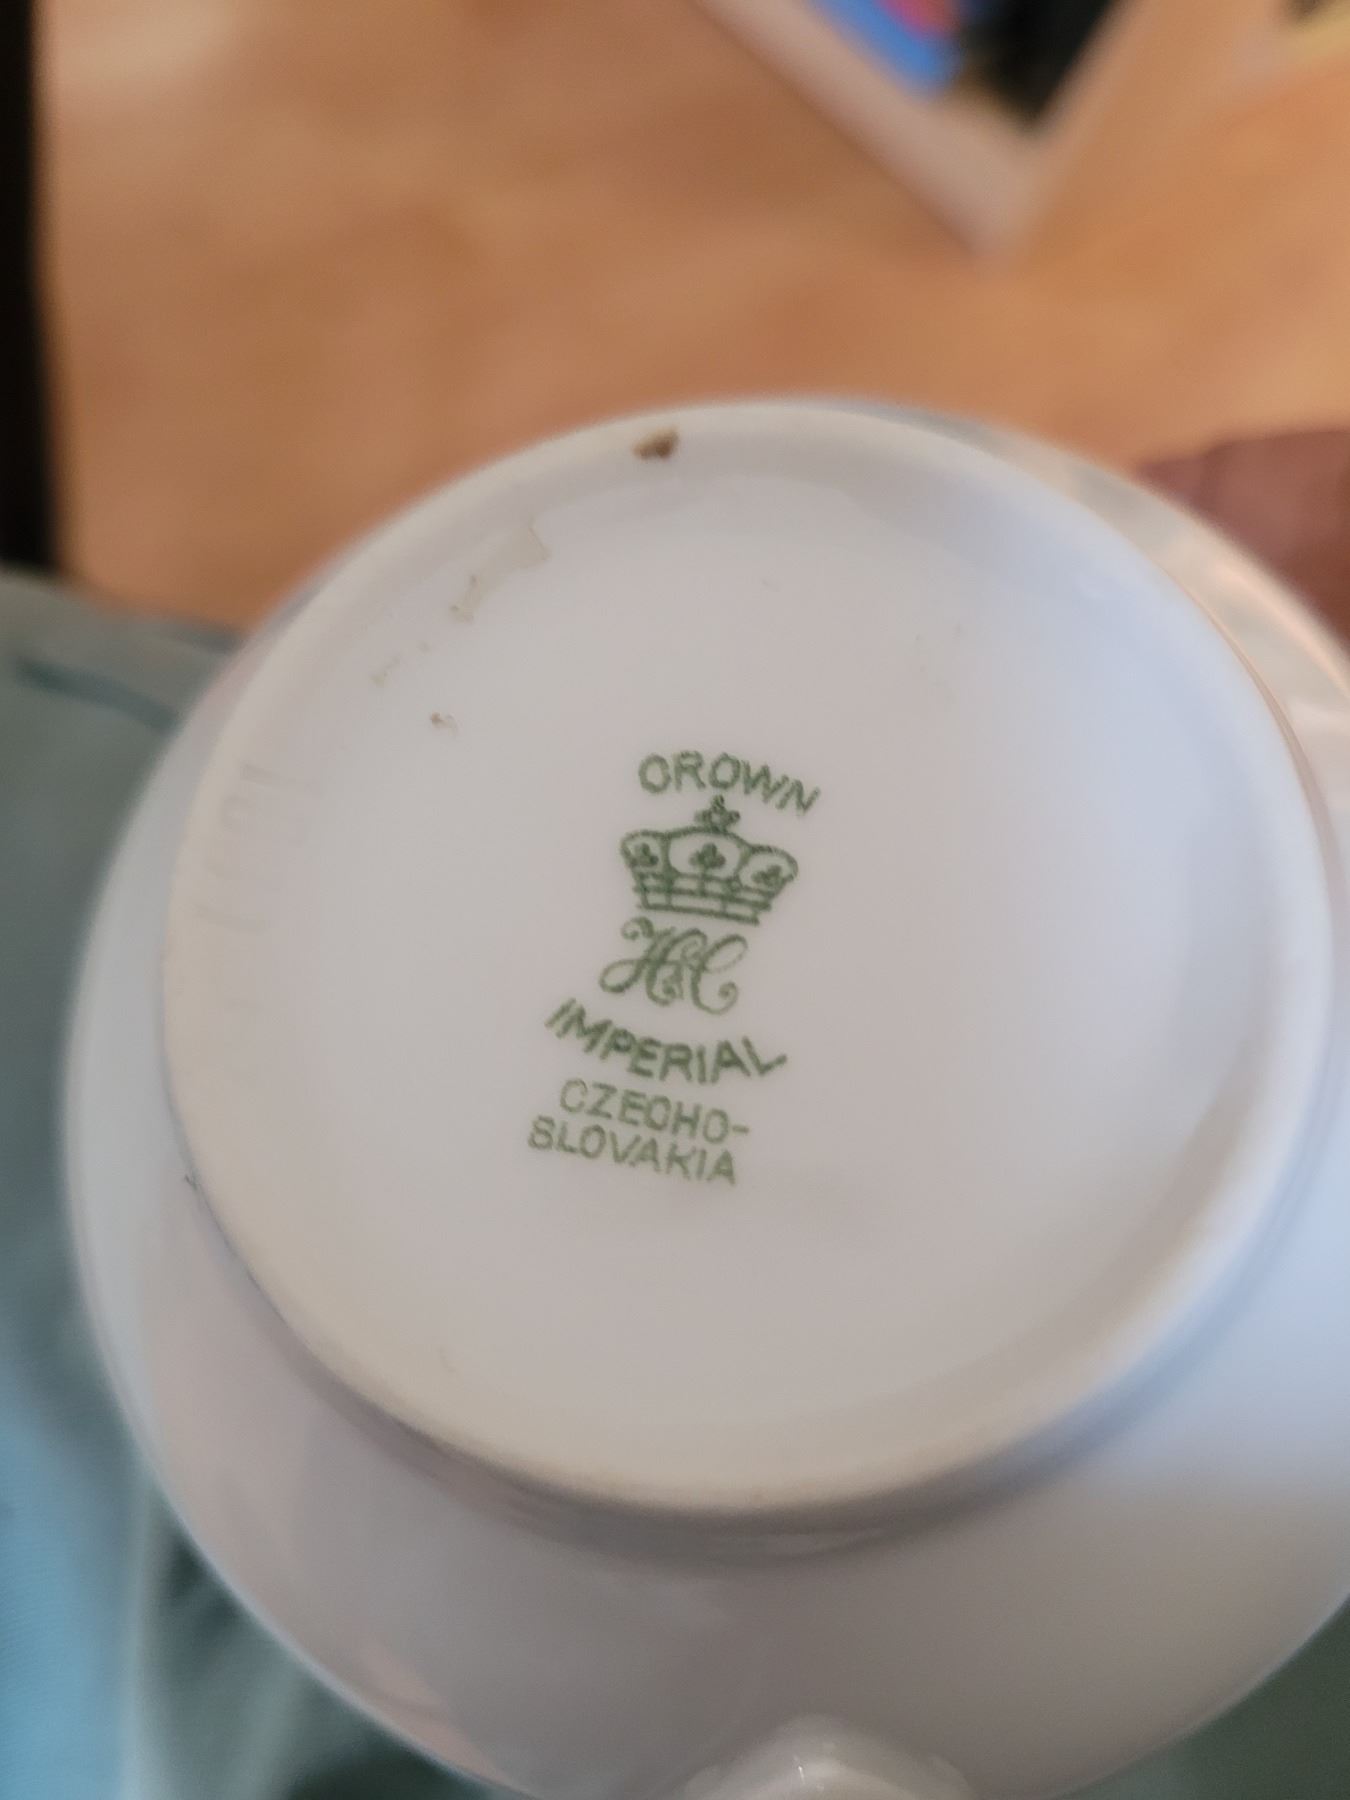 CROWN
H&C
IMPERIAL
CZECHO-
SLOVAKIA